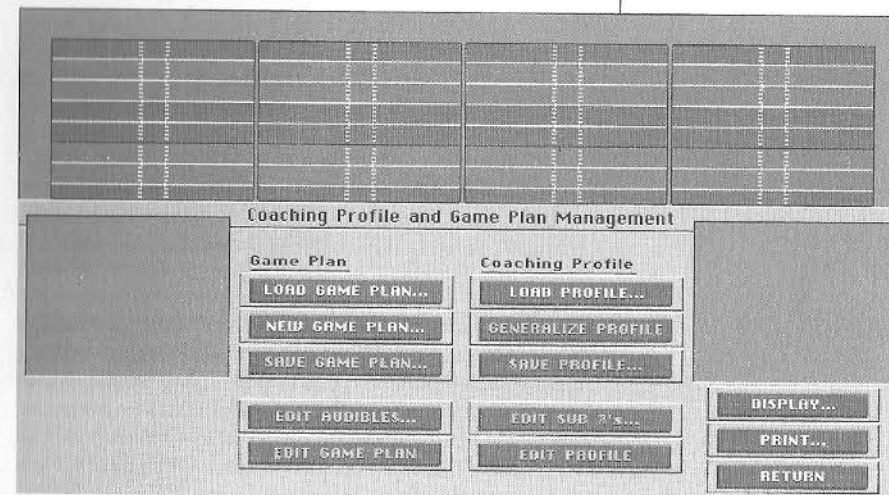 Coaching Profile and Game Plan Management
Game Plan
LOAD GAME PLAN...
NEW GAME PLAN...
SAVE GAME PLAN...
EDIT AUDIBLES...
EDIT GAME PLAN
Coaching Profile
LOAD PROFILE...
GENERALIZE PROFILE
SAVE PROFILE...
EDIT SUB %'s...
EDIT PROFILE
DISPLAY...
PRINT...
RETURN